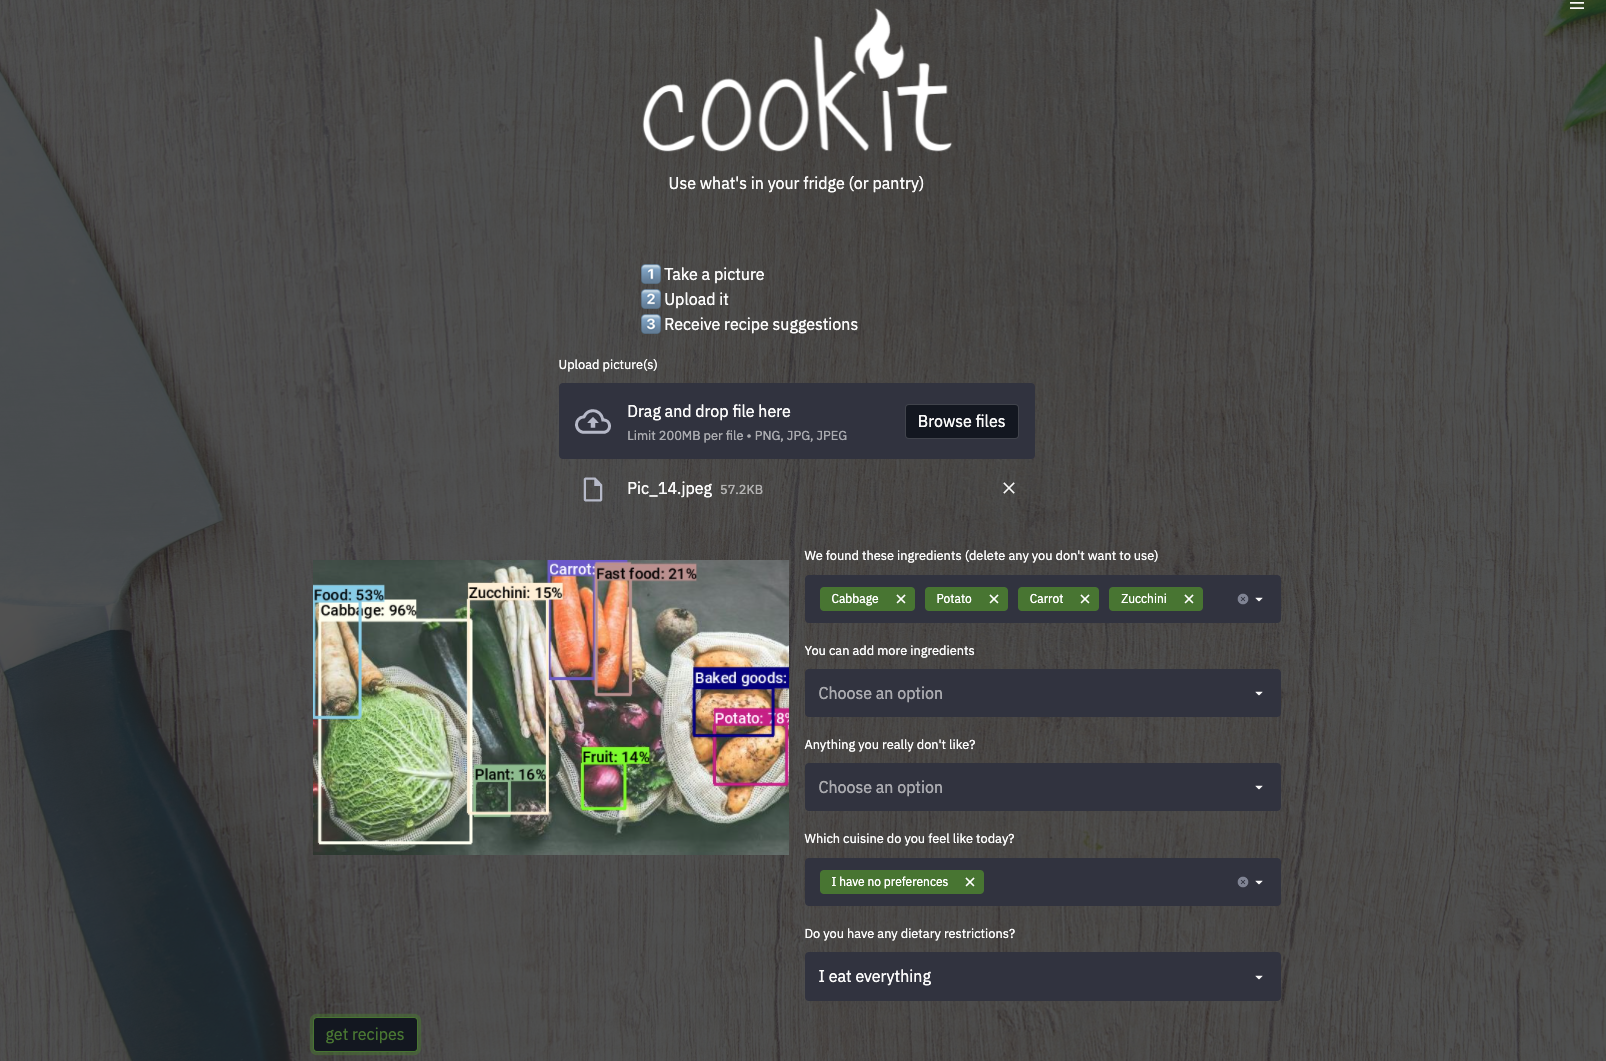 cookit
Use what's in your fridge (or pantry)
1 Take a picture
2 Upload it
3 Receive recipe suggestions
Upload picture(s)
Drag and drop file here
Limit 200MB per file • PNG, JPG, JPEG
Browse files
Pic_14.jpeg 57.2KB
Food: 53%
Cabbage: 96%
Zucchini: 15%
Carrot:
Fast food: 21%
Baked goods:
Potato: 78%
Fruit: 14%
Plant: 16%
We found these ingredients (delete any you don't want to use)
Cabbage Potato Carrot Zucchini
You can add more ingredients
Choose an option
Anything you really don't like?
Choose an option
Which cuisine do you feel like today?
I have no preferences
Do you have any dietary restrictions?
I eat everything
get recipes